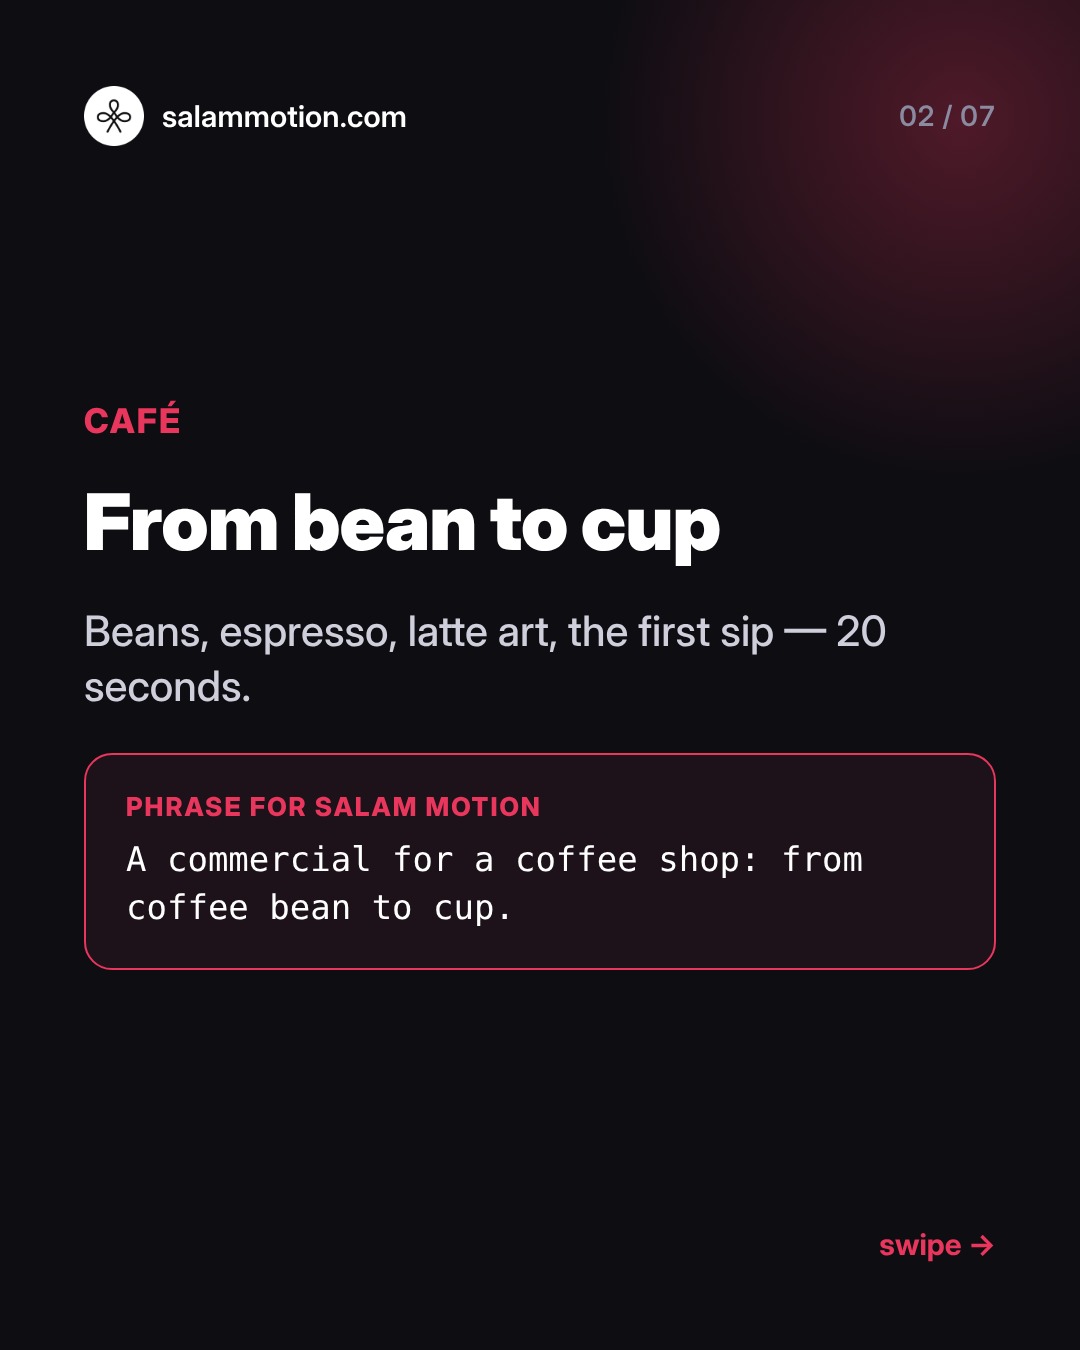 salammotion.com
02 / 07
CAFÉ
From bean to cup
Beans, espresso, latte art, the first sip — 20
seconds.
PHRASE FOR SALAM MOTION
A commercial for a coffee shop: from
coffee bean to cup.
swipe →